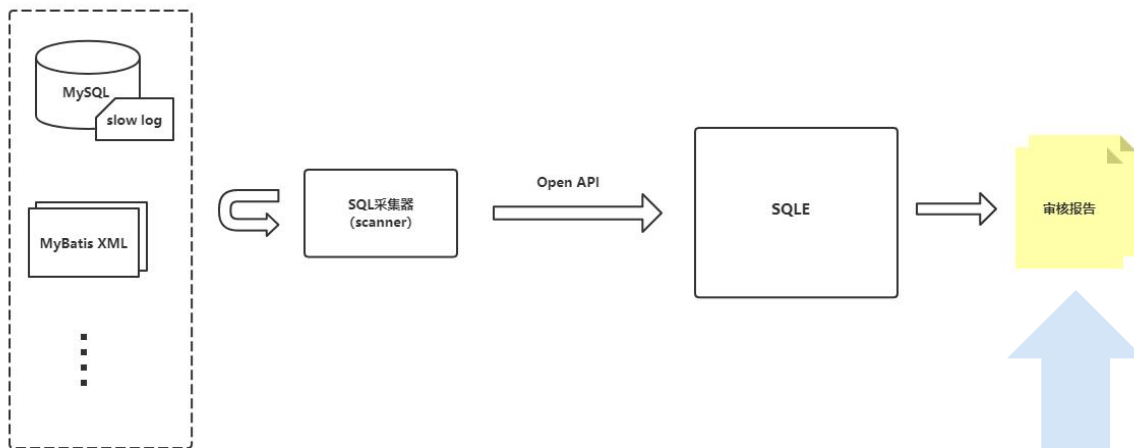 MySQL
slow log
MyBatis XML
SQL采集器
(scanner)
Open API
SQLE
审核报告